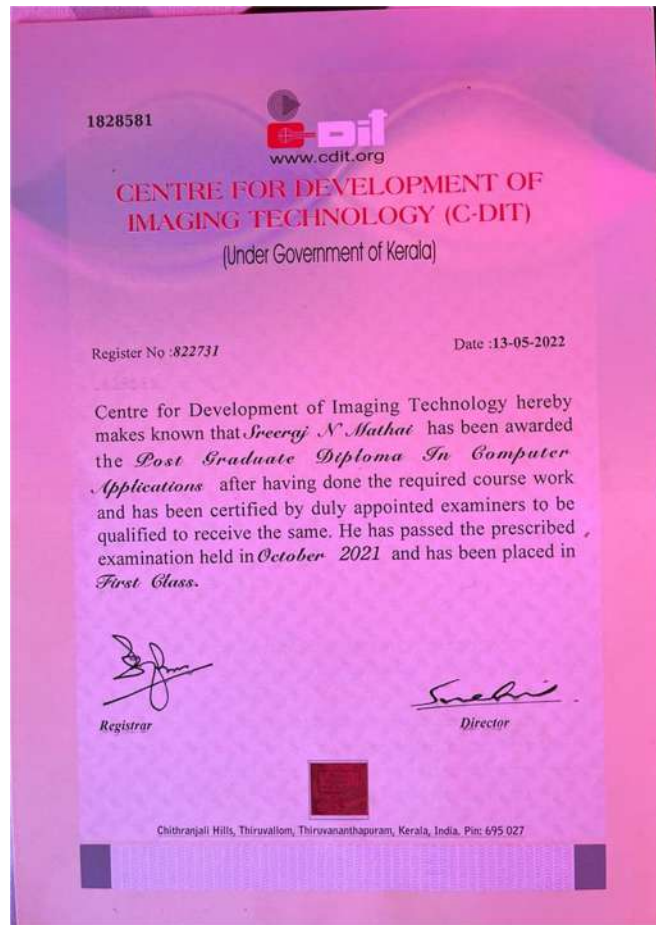 1828581
C-Dit
www.cdit.org
CENTRE FOR DEVELOPMENT OF
IMAGING TECHNOLOGY (C-DIT)
(Under Government of Kerala)
Register No :822731
Date :13-05-2022
Centre for Development of Imaging Technology hereby
makes known that Sreeraj N Mathai has been awarded
the Post Graduate Diploma In Computer
Applications after having done the required course work
and has been certified by duly appointed examiners to be
qualified to receive the same. He has passed the prescribed
examination held in October 2021 and has been placed in
First Class.
Registrar
Director
Chithranjali Hills, Thiruvallom, Thiruvananthapuram, Kerala, India. Pin: 695 027